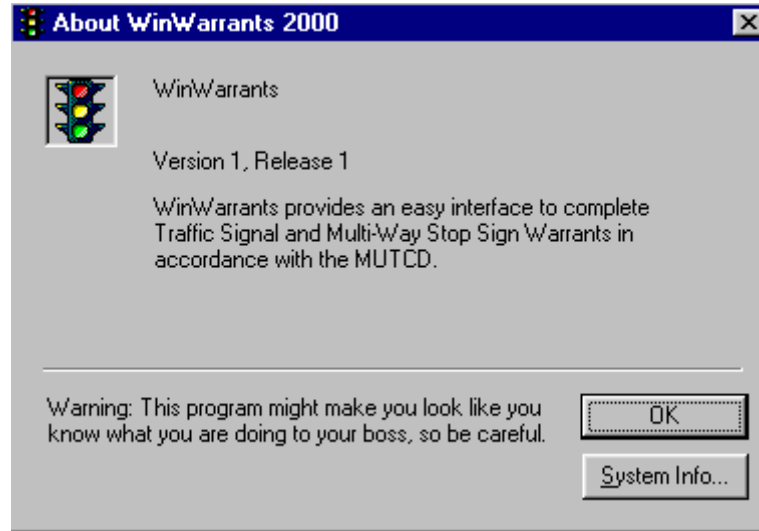 About WinWarrants 2000
WinWarrants
Version 1, Release 1
WinWarrants provides an easy interface to complete
Traffic Signal and Multi-Way Stop Sign Warrants in
accordance with the MUTCD.
Warning: This program might make you look like you
know what you are doing to your boss, so be careful.
OK
System Info...